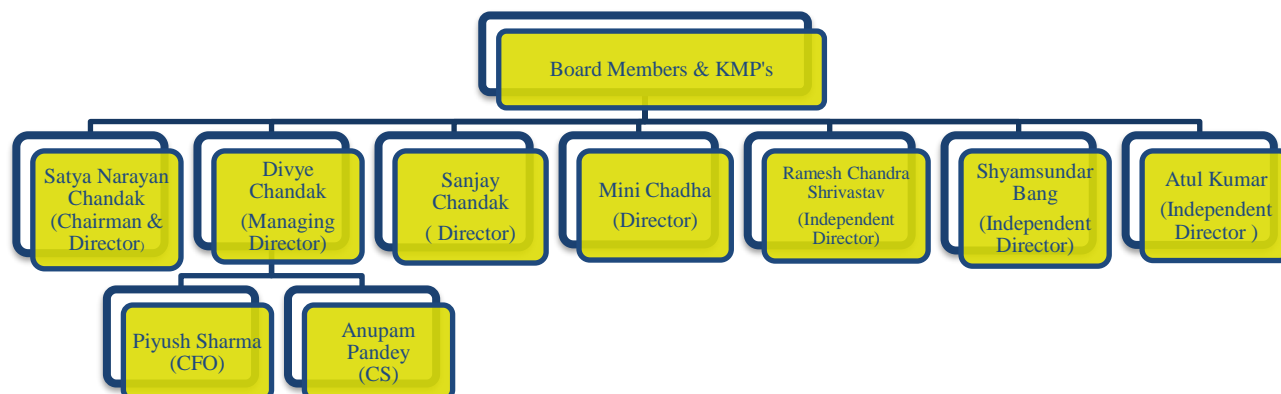 Board Members & KMP's
Satya Narayan
Chandak
(Chairman &
Director)
Divye
Chandak
(Managing
Director)
Sanjay
Chandak
( Director)
Mini Chadha
(Director)
Ramesh Chandra
Shrivastav
(Independent
Director)
Shyamsundar
Bang
(Independent
Director)
Atul Kumar
(Independent
Director )
Piyush Sharma
(CFO)
Anupam
Pandey
(CS)